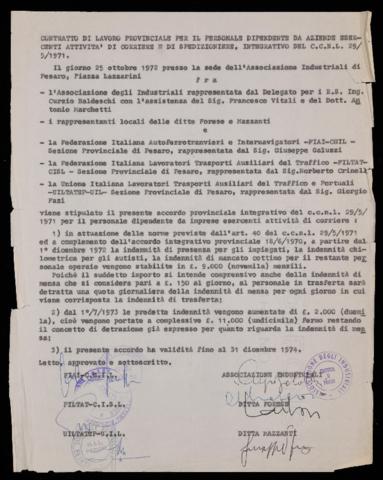 CONTRATTO DI LAVORO PROVINCIALE PER IL PERSONALE DIPENDENTE DA AZIENDE ESER-
CENTI ATTIVITA' DI CORRIERE E DI SPEDIZIONIERE, INTEGRATIVO DEL C.C.N.L. 29/
5/1971.
Il giorno 25 ottobre 1972 presso la sede dell'Associazione Industriali di
Pesaro, Piazza Lazzarini
f r a
- l'Associazione degli Industriali rappresentata dal Delegato per i R.S. Ing.
Curzio Baldeschi con l'assistenza del Sig. Francesco Vitali e del Dott. An
tonio Marchetti
- i rappresentanti locali delle ditte Forese e Mazzanti
e
- la Federazione Italiana Autoferrotranvieri e Internavigatori -FIAI-CGIL-
Sezione Provinciale di Pesaro, rappresentata dal Sig. Giuseppe Galuzzi
- la Federazione Italiana Lavoratori Trasporti Ausiliari del Traffico -FILTAT-
CISL - Sezione Provinciale di Pesaro, rappresentata dal Sig.Norberto Crinell
- la Unione Italiana Lavoratori Trasporti Ausiliari del Traffico e Portuali
-UILTATEP-UIL- Sezione Provinciale di Pesaro, rappresentata dal Sig. Giorgio
Fazi
viene stipulato il presente accordo provinciale integrativo del c.c.n.l. 29/5/
1971 per il personale dipendente da imprese esercenti attività di corriere :
1) in attuazione delle norme previste dall'art. 40 del c.c.n.l. 29/5/1971
ed a complemento dell'accordo integrativo provinciale 18/6/1970, a partire dal
1° dicembre 1972 la indennità di presenza per gli impiegati, la indennità chi-
lometrica per gli autisti, la indennità di mancato cottimo per il restante per
sonale operaio vengono stabilite in £. 9.000 (novemila) mensili.
Poichè il suddetto importo si intende comprensivo anche della indennità di
mensa che si considera pari a £. 150 al giorno, al personale in trasferta sarà
detratta una quota giornaliera della indennità di mensa per ogni giorno in cui
viene corrisposta la indennità di trasferta;
2) dal 1°/7/1973 le predette indennità vengono aumentate di £. 2.000 (duemi
la), cioè vengono portate a complessive £. 11.000 (undicimila) fermo restando
il concetto di detrazione già espresso per quanto riguarda la indennità di men
sa;
3) il presente accordo ha validità fino al 31 dicembre 1974.
Letto, approvato e sottoscritto.
FIAI-C.G.I.L. ASSOCIAZIONE INDUSTRIALI
FILTAT-C.I.S.L. DITTA FORESE
UILTATEP-U.I.L. DITTA MAZZANTI